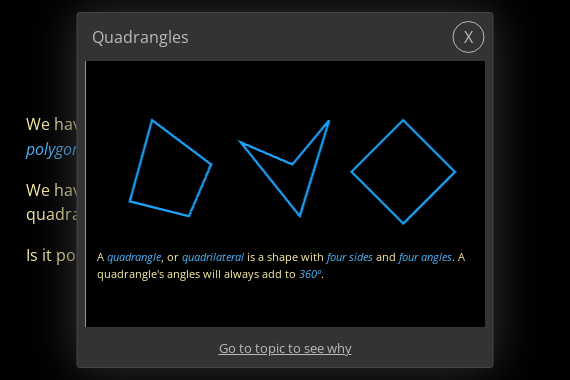 Quadrangles X
We hav
polygon
We hav
quadra
Is it po
A quadrangle, or quadrilateral is a shape with four sides and four angles. A
quadrangle's angles will always add to 360°.
Go to topic to see why